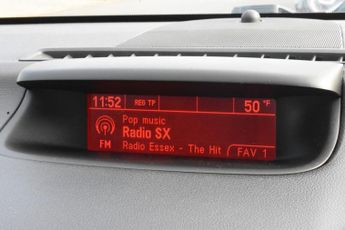 11:52 REG TP 50°F
Pop music
Radio SX
FM Radio Essex - The Hit FAV 1